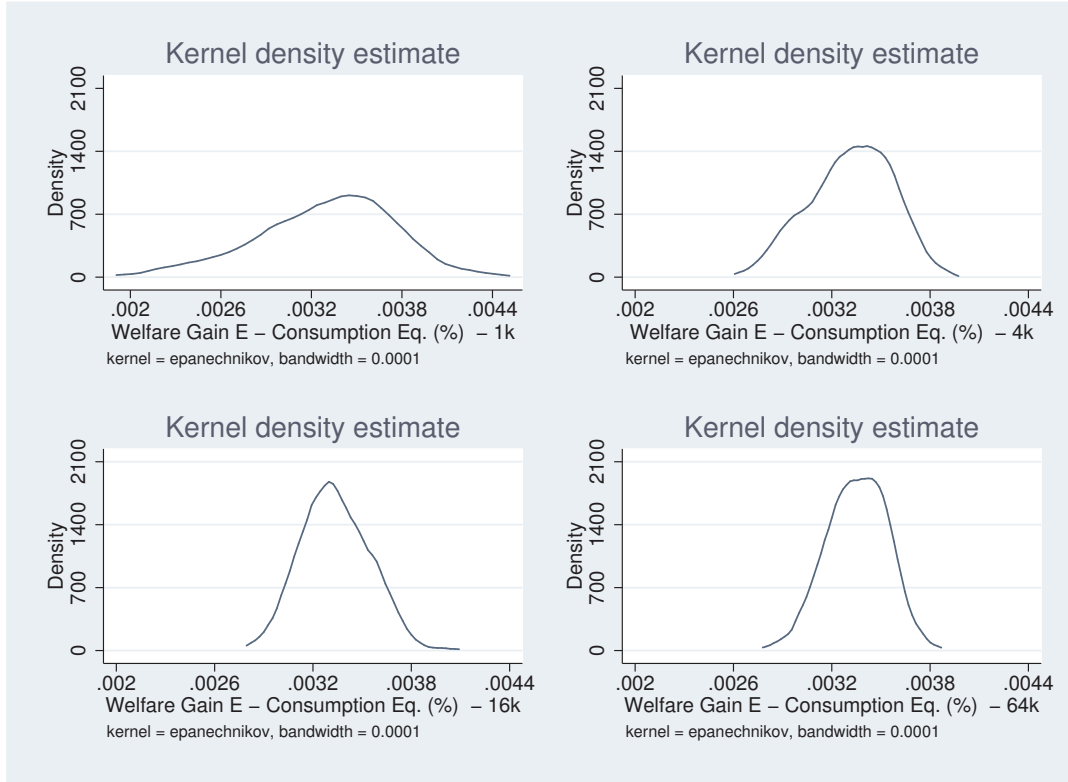 Kernel density estimate
Density
2100
1400
700
0
.002 .0026 .0032 .0038 .0044
Welfare Gain E − Consumption Eq. (%) − 1k
kernel = epanechnikov, bandwidth = 0.0001
Kernel density estimate
Density
2100
1400
700
0
.002 .0026 .0032 .0038 .0044
Welfare Gain E − Consumption Eq. (%) − 4k
kernel = epanechnikov, bandwidth = 0.0001
Kernel density estimate
Density
2100
1400
700
0
.002 .0026 .0032 .0038 .0044
Welfare Gain E − Consumption Eq. (%) − 16k
kernel = epanechnikov, bandwidth = 0.0001
Kernel density estimate
Density
2100
1400
700
0
.002 .0026 .0032 .0038 .0044
Welfare Gain E − Consumption Eq. (%) − 64k
kernel = epanechnikov, bandwidth = 0.0001